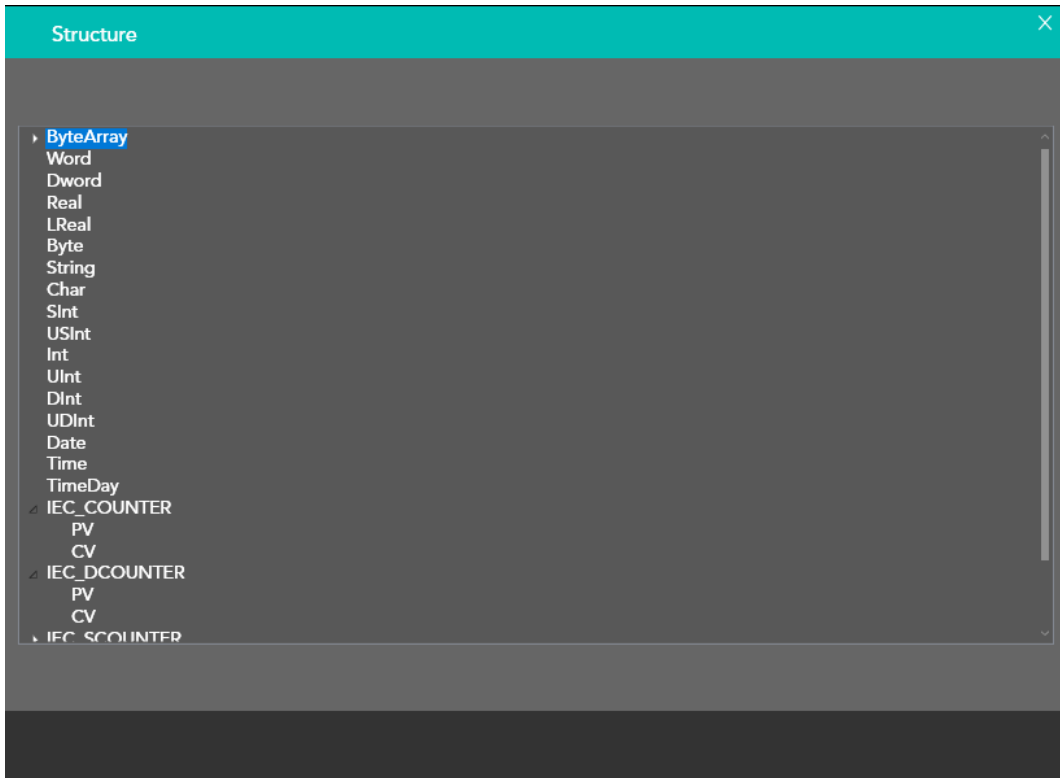 Structure
ByteArray
Word
Dword
Real
LReal
Byte
String
Char
SInt
USInt
Int
UInt
DInt
UDInt
Date
Time
TimeDay
IEC_COUNTER
PV
CV
IEC_DCOUNTER
PV
CV
IEC_SCOUNTER